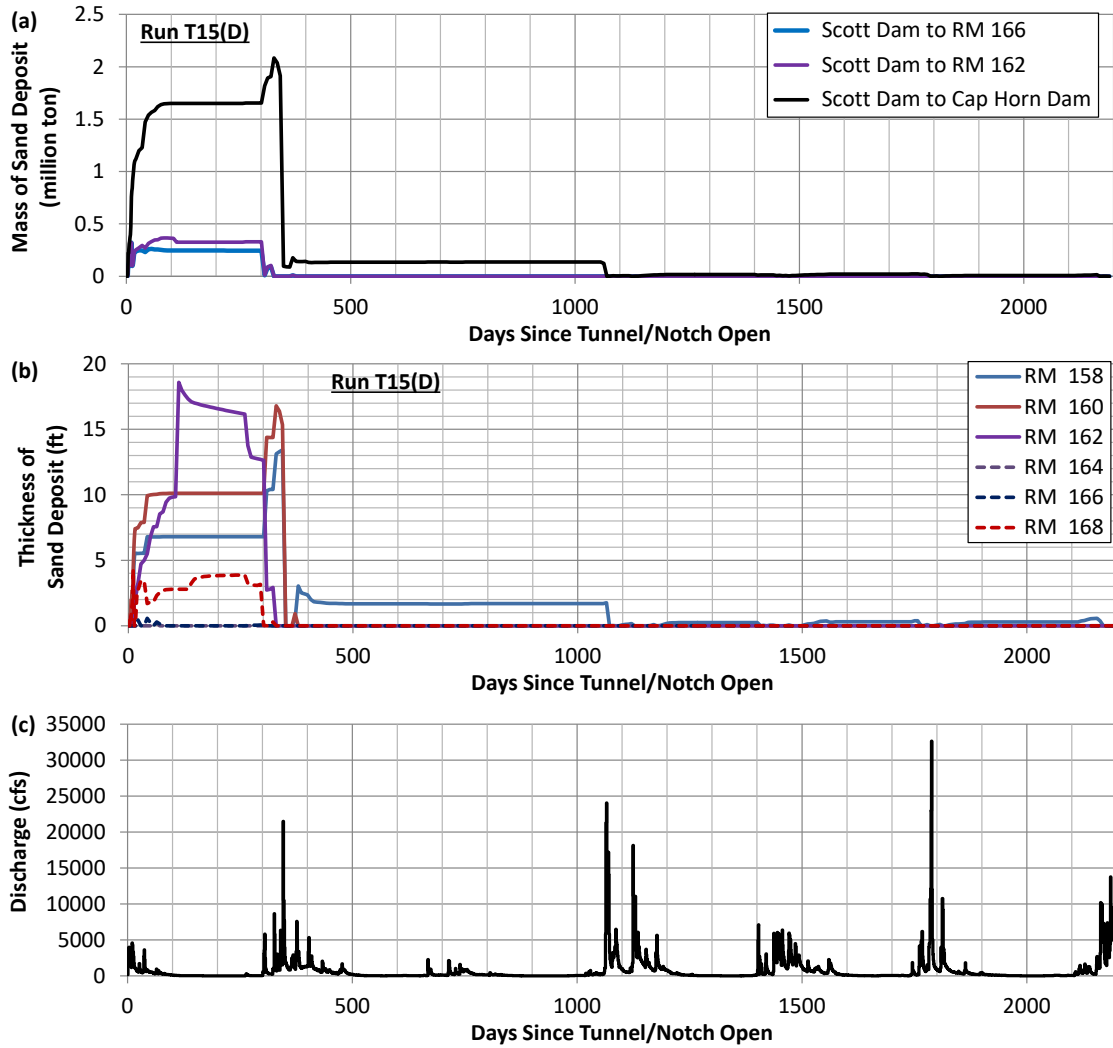 (a)
Run T15(D)
Scott Dam to RM 166
Scott Dam to RM 162
Scott Dam to Cap Horn Dam
Mass of Sand Deposit
(million ton)
2.5
2
1.5
1
0.5
0
0 500 1000 1500 2000
Days Since Tunnel/Notch Open
(b)
Run T15(D)
RM 158
RM 160
RM 162
RM 164
RM 166
RM 168
Thickness of
Sand Deposit (ft)
20
15
10
5
0
0 500 1000 1500 2000
Days Since Tunnel/Notch Open
(c)
Discharge (cfs)
35000
30000
25000
20000
15000
10000
5000
0
0 500 1000 1500 2000
Days Since Tunnel/Notch Open